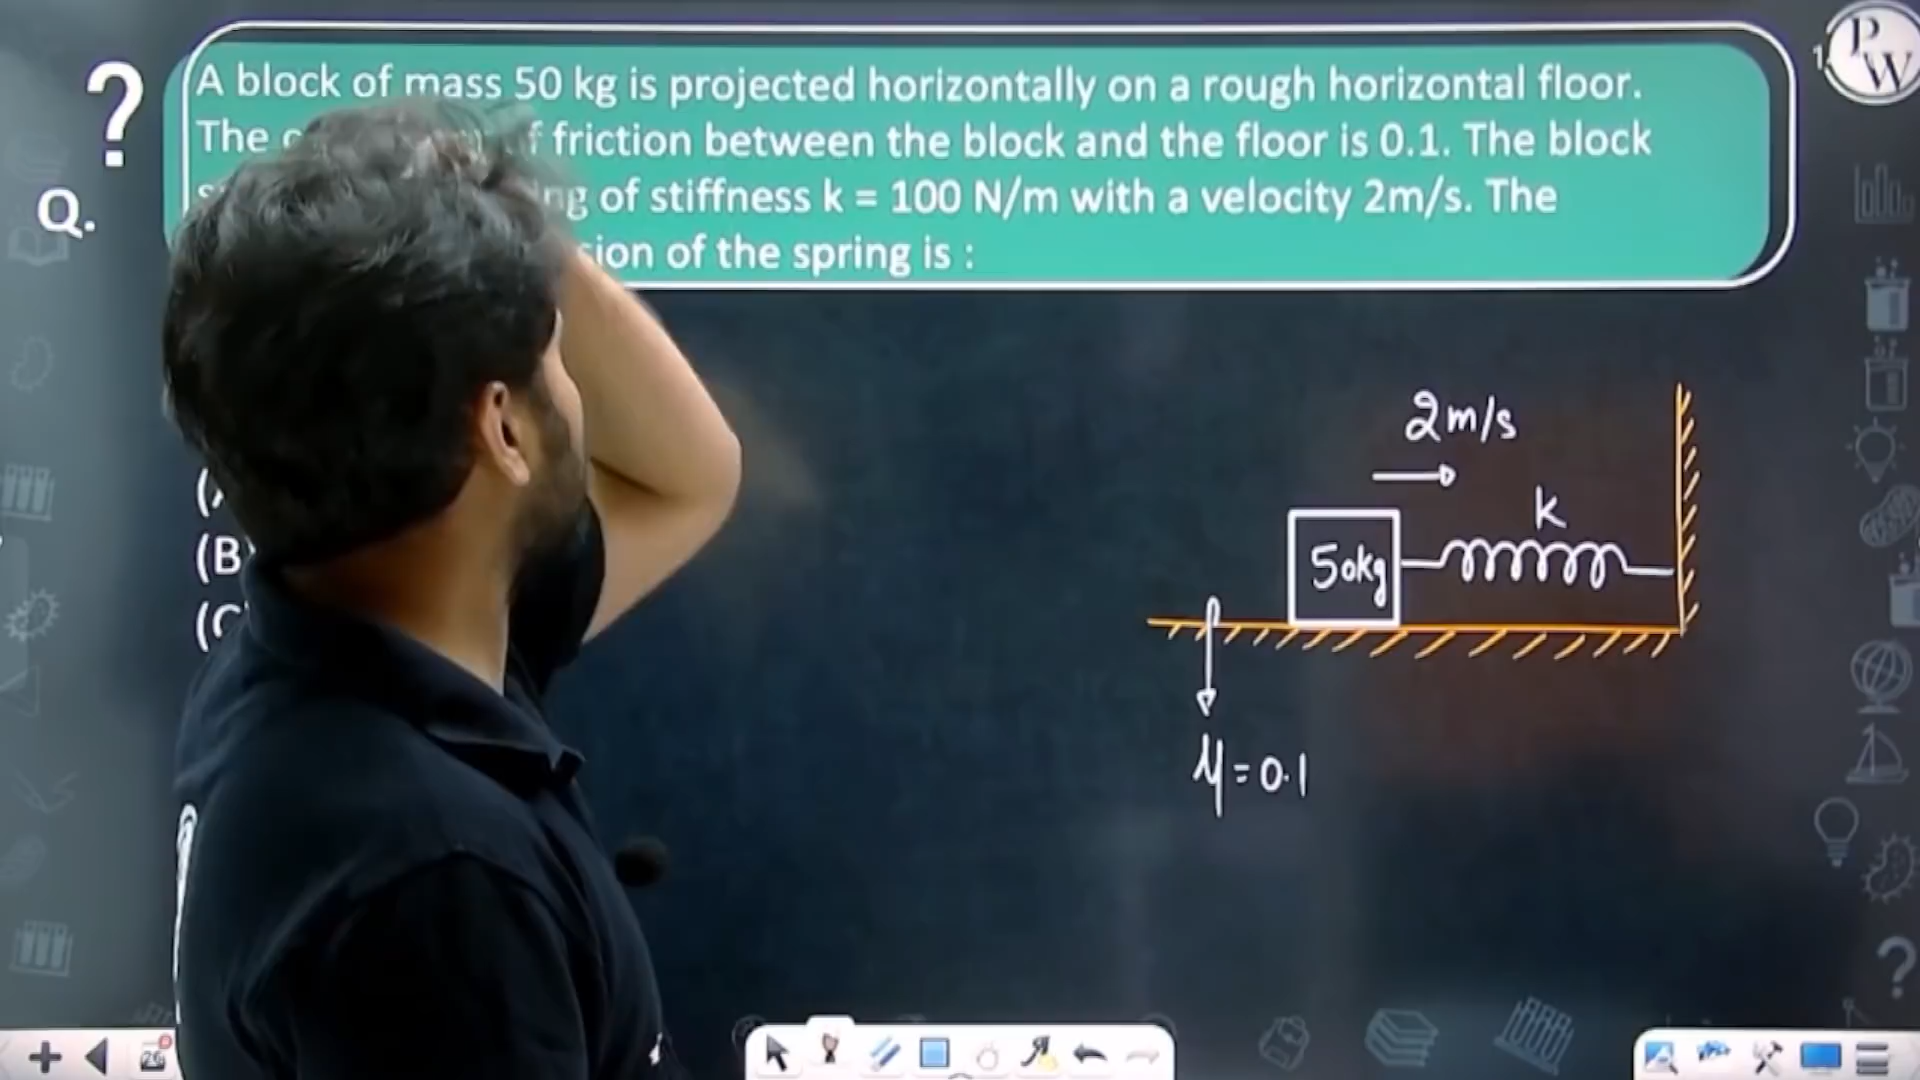 A block of mass 50 kg is projected horizontally on a rough horizontal floor.
The friction between the block and the floor is 0.1. The block
of stiffness k = 100 N/m with a velocity 2m/s. The
of the spring is :
Q.
(B)
2m/s
k
50kg
μ=0.1
PW